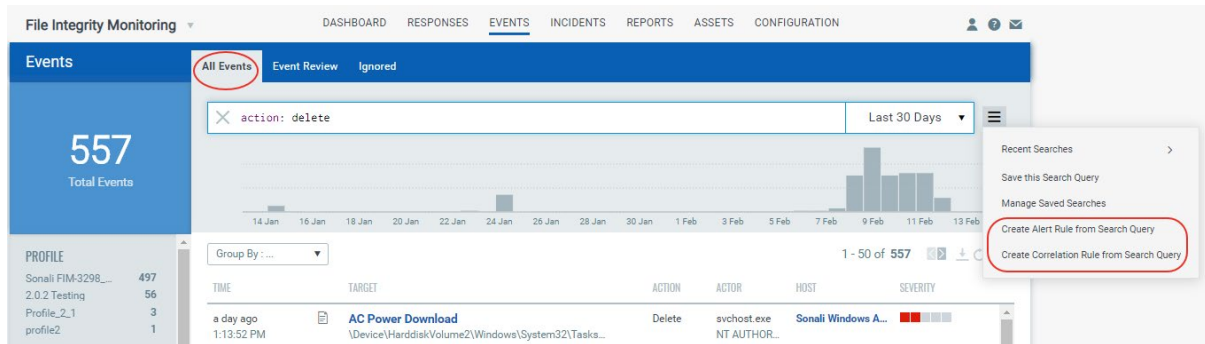 File Integrity Monitoring
DASHBOARD RESPONSES EVENTS INCIDENTS REPORTS ASSETS CONFIGURATION
Events
All Events Event Review Ignored
action: delete
Last 30 Days
557
Total Events
Recent Searches
Save this Search Query
Manage Saved Searches
Create Alert Rule from Search Query
Create Correlation Rule from Search Query
14 Jan 16 Jan 18 Jan 20 Jan 22 Jan 24 Jan 26 Jan 28 Jan 30 Jan 1 Feb 3 Feb 5 Feb 7 Feb 9 Feb 11 Feb 13 Feb
PROFILE
Sonali FIM-3298_... 497
2.0.2 Testing 56
Profile_2_1 3
profile2 1
Group By : ...
1 - 50 of 557
TIME TARGET ACTION ACTOR HOST SEVERITY
a day ago AC Power Download Delete svchost.exe Sonali Windows A...
1:13:52 PM \Device\HarddiskVolume2\Windows\System32\Tasks... NT AUTHOR...